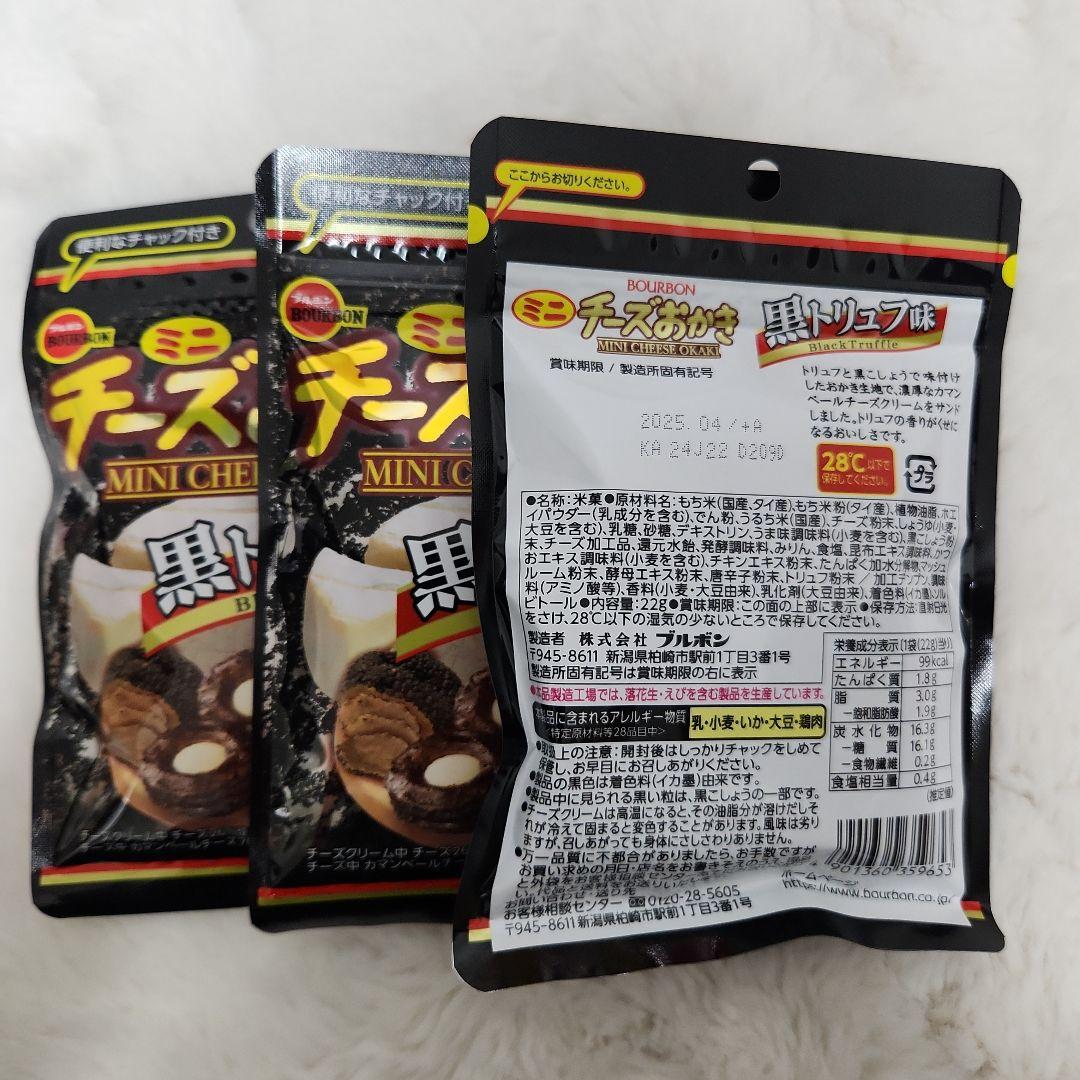 便利なチャック付き
ブルボン
BOURBON
ミニ
チーズ
MINI CHE
黒ト
便利なチャック付
ブルボン
BOURBON
ミニ
チーズ
MINI CHE
黒ト
チーズクリーム中 チーズ
チーズ中 カマンベールチーズ
ここからお切りください。
BOURBON
ミニ チーズおかき
MINI CHEESE OKAKI
黒トリュフ味
Black Truffle
賞味期限 / 製造所固有記号
2025. 04 /+A
KA 24J22 D209D
トリュフと黒こしょうで味付け
したおかき生地で、濃厚なカマン
ベールチーズクリームをサンド
しました。トリュフの香りがくせに
なるおいしさです。
28℃以下で
保存してください。
プラ
●名称:米菓●原材料名:もち米(国産、タイ産)、もち米粉(タイ産)、植物油脂、ホエ
イパウダー(乳成分を含む)、でん粉、うるち米(国産)、チーズ粉末、しょうゆ(小麦・
大豆を含む)、乳糖、砂糖、デキストリン、うま味調味料(小麦を含む)、黒こしょう粉
末、チーズ加工品、還元水飴、発酵調味料、みりん、食塩、昆布エキス調味料、かつ
おエキス調味料(小麦を含む)、チキンエキス粉末、たんぱく加水分解物、マッシュ
ルーム粉末、酵母エキス粉末、唐辛子粉末、トリュフ粉末 / 加工デンプン、調味
料(アミノ酸等)、香料(小麦・大豆由来)、乳化剤(大豆由来)、着色料(イカ墨)、ソル
ビトール●内容量:22g●賞味期限:この面の上部に表示●保存方法:直射日光
をさけ、28℃以下の湿気の少ないところで保存してください。
製造者 株式会社 ブルボン
〒945-8611 新潟県柏崎市駅前1丁目3番1号
製造所固有記号は賞味期限の右に表示
●本品製造工場では、落花生・えびを含む製品を生産しています。
本製品に含まれるアレルギー物質
<特定原材料等28品目中>
乳・小麦・いか・大豆・鶏肉
栄養成分表示(1袋(22g)当り)
エネルギー 99kcal
たんぱく質 1.8g
脂質 3.0g
―飽和脂肪酸 1.9g
炭水化物 16.3g
―糖質 16.1g
―食物繊維 0.2g
食塩相当量 0.4g
(推定値)
●取扱上の注意:開封後はしっかりチャックをしめて
保管し、お早目にお召しあがりください。
●製品の黒色は着色料(イカ墨)由来です。
●製品中に見られる黒い粒は、黒こしょうの一部です。
●チーズクリームは高温になると、その油脂分が溶けだしそ
れが冷えて固まると変色することがあります。風味は劣り
ますが、召しあがっても身体にさしさわりありません。
●万一品質に不都合がありましたら、お手数ですが
お買い求めの月日・店名をお書きそえの上、現品
お客様相談センター 0120-28-5605
〒945-8611 新潟県柏崎市駅前1丁目3番1号
4901360 359653
ホームページ
https://www.bourbon.co.jp/